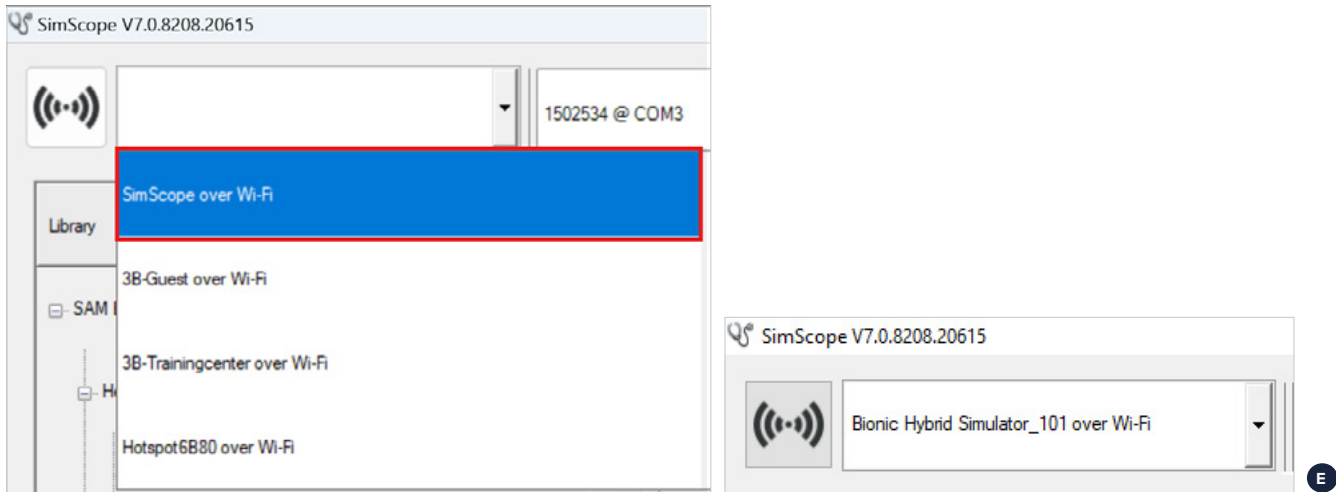 SimScope V7.0.8208.20615
1502534 @ COM3
SimScope over Wi-Fi
Library
3B-Guest over Wi-Fi
SAM
3B-Trainingcenter over Wi-Fi
Hotspot6B80 over Wi-Fi
SimScope V7.0.8208.20615
Bionic Hybrid Simulator_101 over Wi-Fi
E